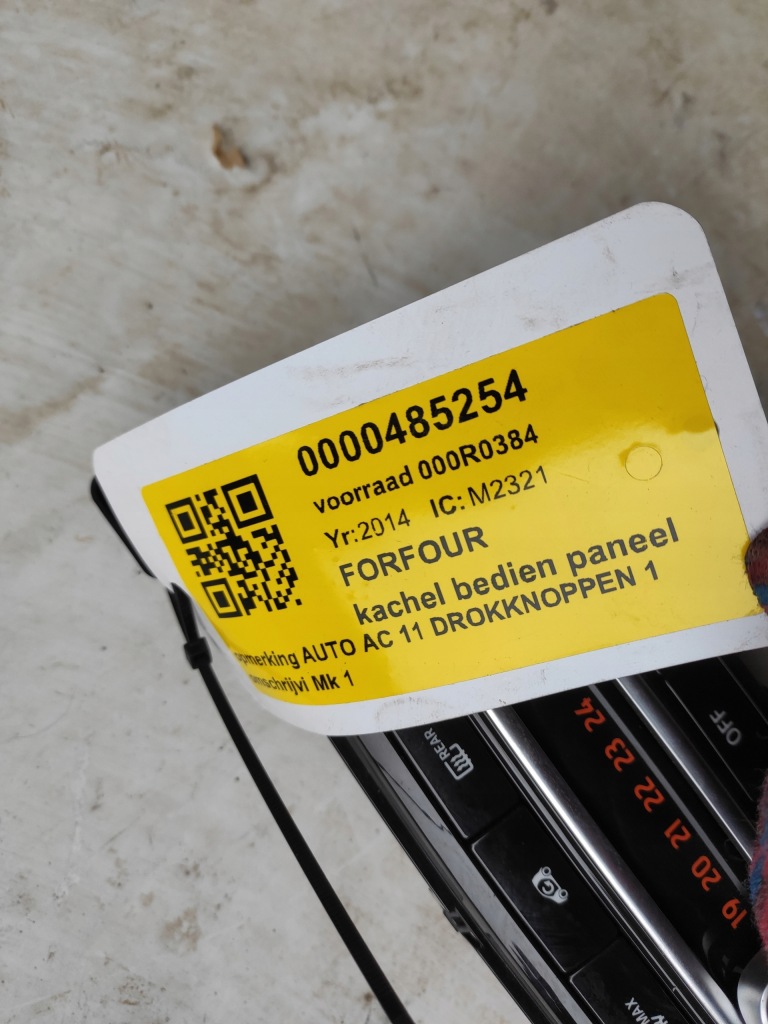 0000485254
voorraad 000R0384
Yr:2014 IC: M2321
FORFOUR
kachel bedien paneel
AUTO AC 11 DROKKNOPPEN 1
Mk 1
REAR
OFF
24
23
22
21
20
19
MAX